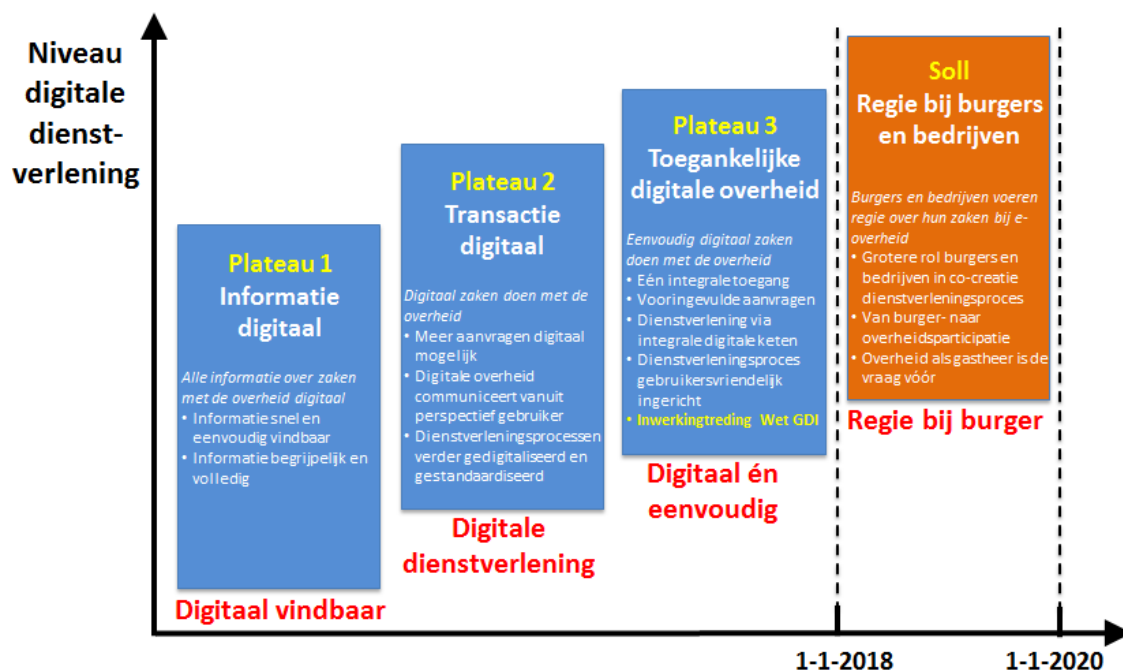 Niveau
digitale
dienst-
verlening
Plateau 1
Informatie
digitaal
Alle informatie over zaken
met de overheid digitaal
• Informatie snel en
eenvoudig vindbaar
• Informatie begrijpelijk en
volledig
Digitaal vindbaar
Plateau 2
Transactie
digitaal
Digitaal zaken doen met de
overheid
• Meer aanvragen digitaal
mogelijk
• Digitale overheid
communiceert vanuit
perspectief gebruiker
• Dienstverleningsprocessen
verder gedigitaliseerd en
gestandaardiseerd
Digitale
dienstverlening
Plateau 3
Toegankelijke
digitale overheid
Eenvoudig digitaal zaken
doen met de overheid
• Eén integrale toegang
• Vooringevulde aanvragen
• Dienstverlening via
integrale digitale keten
• Dienstverleningsproces
gebruikersvriendelijk
ingericht
• Inwerkingtreding Wet GDI
Digitaal én
eenvoudig
Soll
Regie bij burgers
en bedrijven
Burgers en bedrijven voeren
regie over hun zaken bij e-
overheid
• Grotere rol burgers en
bedrijven in co-creatie
dienstverleningsproces
• Van burger- naar
overheidsparticipatie
• Overheid als gastheer is de
vraag vóór
Regie bij burger
1-1-2018
1-1-2020